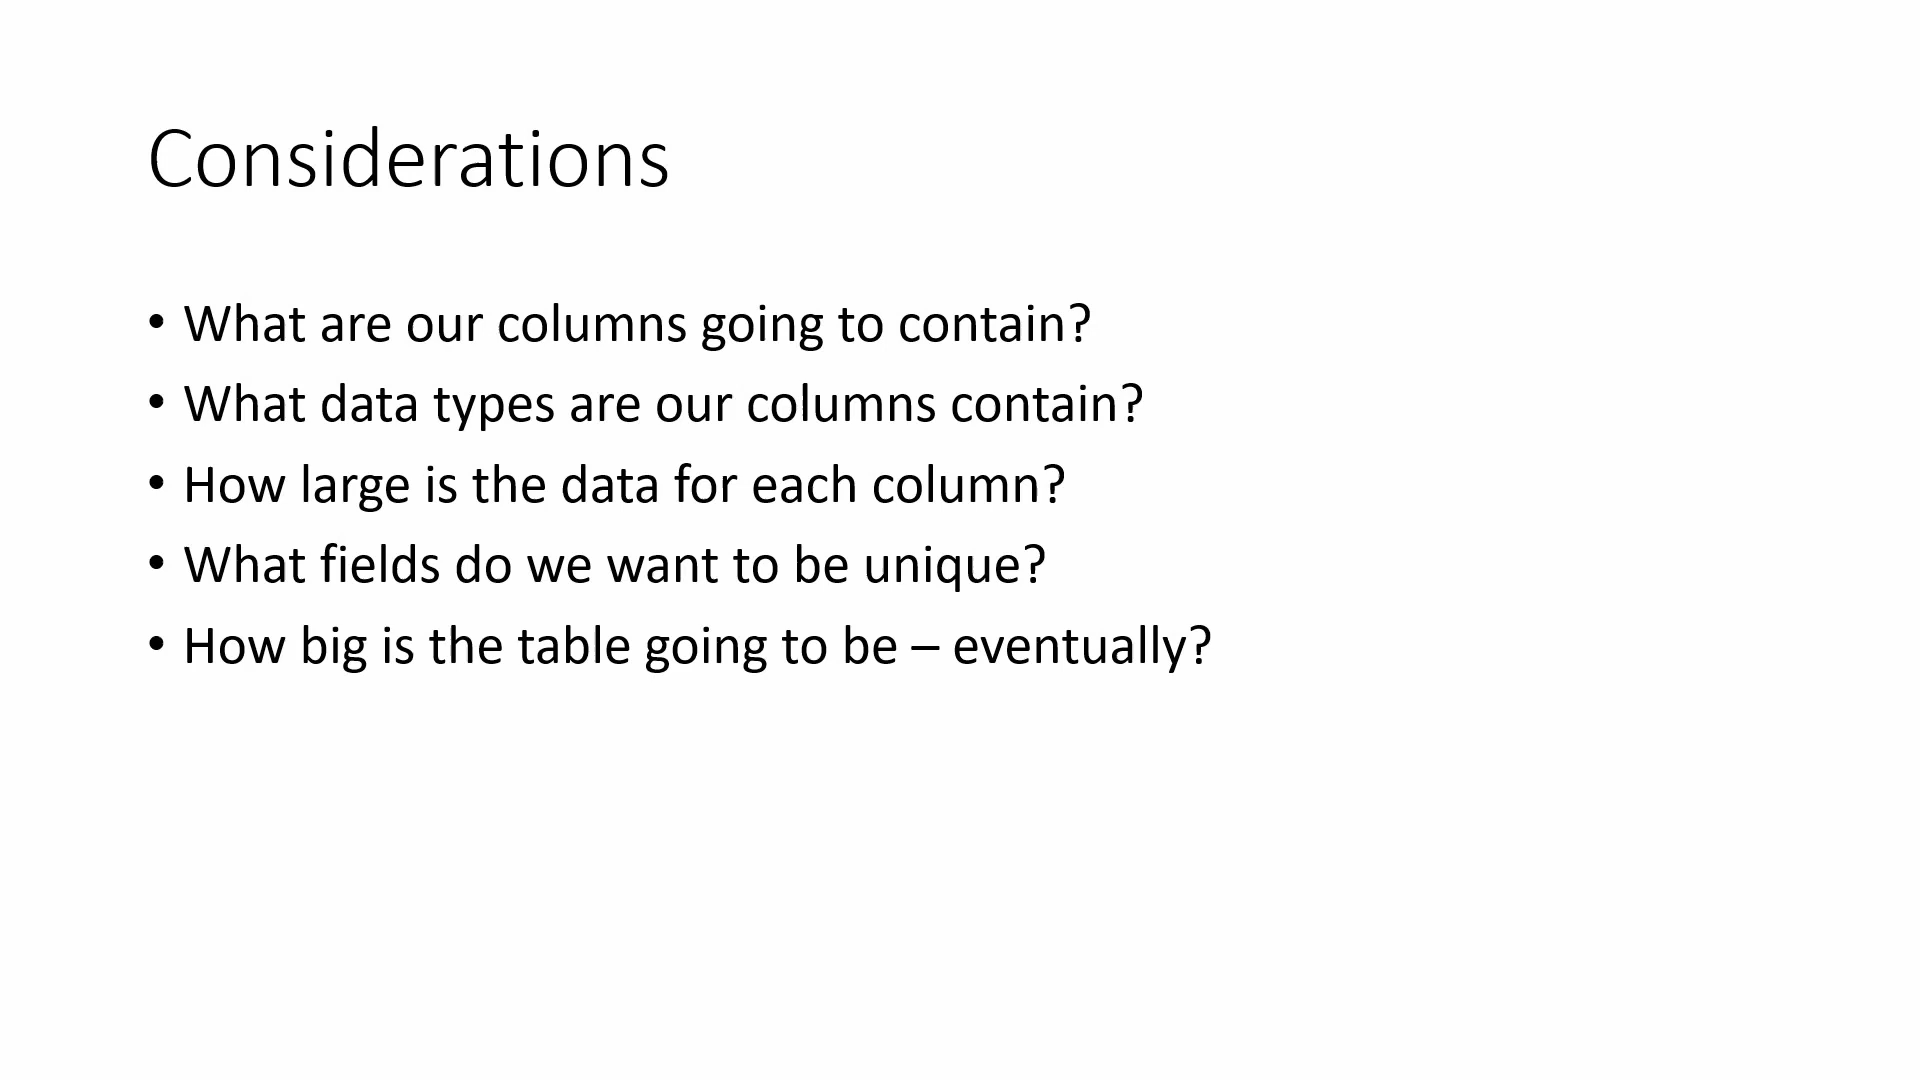 Considerations
• What are our columns going to contain?
• What data types are our columns contain?
• How large is the data for each column?
• What fields do we want to be unique?
• How big is the table going to be – eventually?